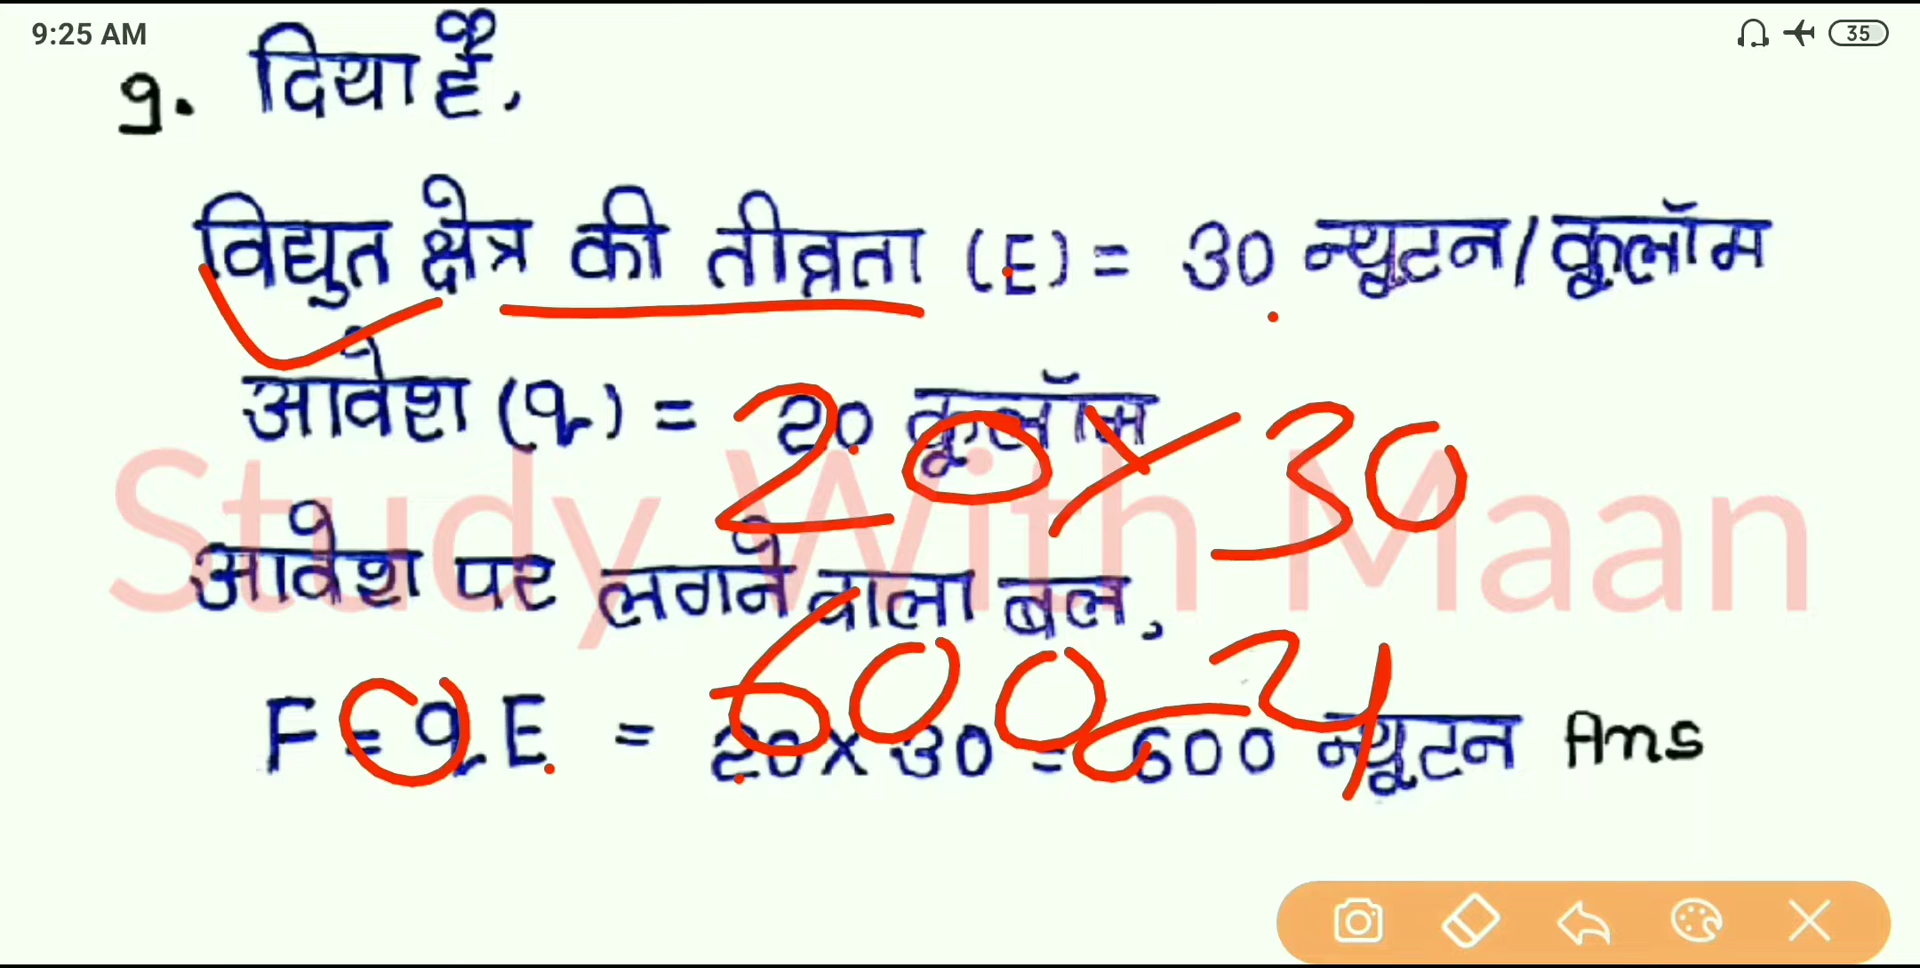 9:25 AM
35
9. दिया है,
विद्युत क्षेत्र की तीव्रता (E) = 30 न्यूटन/कूलॉम
आवेश (q) = 20 कूलॉम
20 × 30
Study With Maan
आवेश पर लगने वाला बल,
600
F = q E = 20 × 30 = 600 न्यूटन Ans